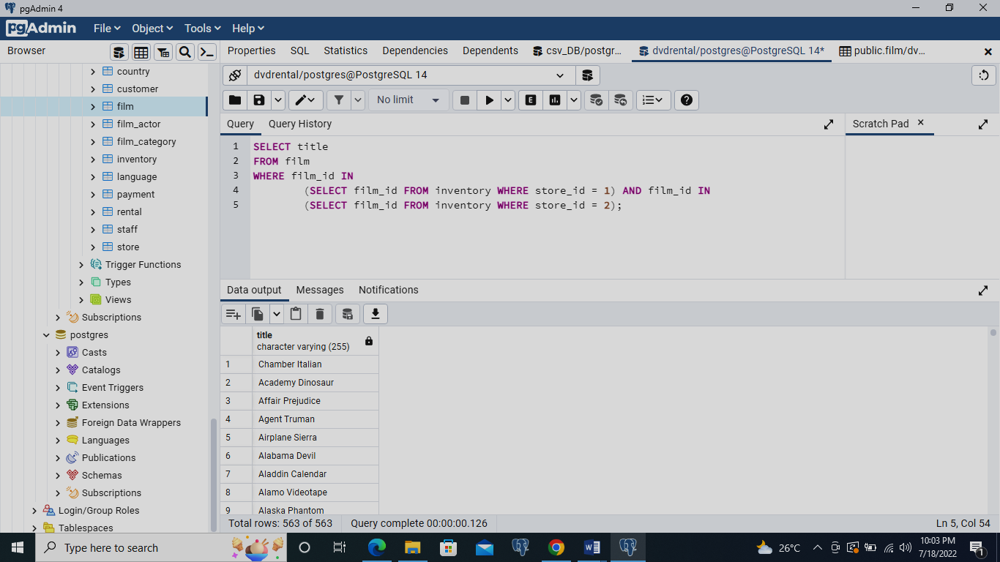 pgAdmin 4
pgAdmin File Object Tools Help
Browser
Properties SQL Statistics Dependencies Dependents csv_DB/postgr... dvdrental/postgres@PostgreSQL 14* public.film/dv...
dvdrental/postgres@PostgreSQL 14
No limit
E
Query Query History
Scratch Pad
country
customer
film
film_actor
film_category
inventory
language
payment
rental
staff
store
Trigger Functions
Types
Views
Subscriptions
postgres
Casts
Catalogs
Event Triggers
Extensions
Foreign Data Wrappers
Languages
Publications
Schemas
Subscriptions
Login/Group Roles
Tablespaces
1 SELECT title
2 FROM film
3 WHERE film_id IN
4 (SELECT film_id FROM inventory WHERE store_id = 1) AND film_id IN
5 (SELECT film_id FROM inventory WHERE store_id = 2);
Data output Messages Notifications
title
character varying (255)
1 Chamber Italian
2 Academy Dinosaur
3 Affair Prejudice
4 Agent Truman
5 Airplane Sierra
6 Alabama Devil
7 Aladdin Calendar
8 Alamo Videotape
9 Alaska Phantom
Total rows: 563 of 563 Query complete 00:00:00.126 Ln 5, Col 54
Type here to search
26°C
10:03 PM
7/18/2022
1